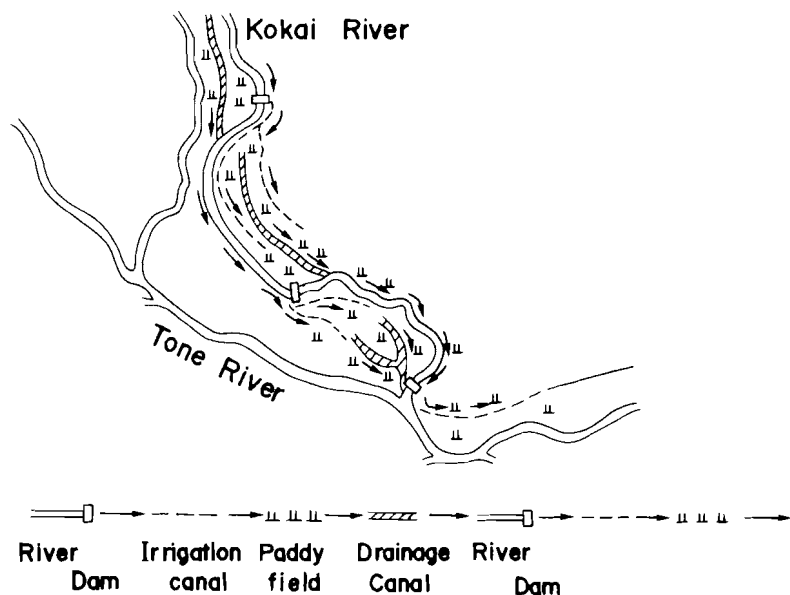 Kokai River
Tone River
River Dam
Irrigation canal
Paddy field
Drainage Canal
River Dam